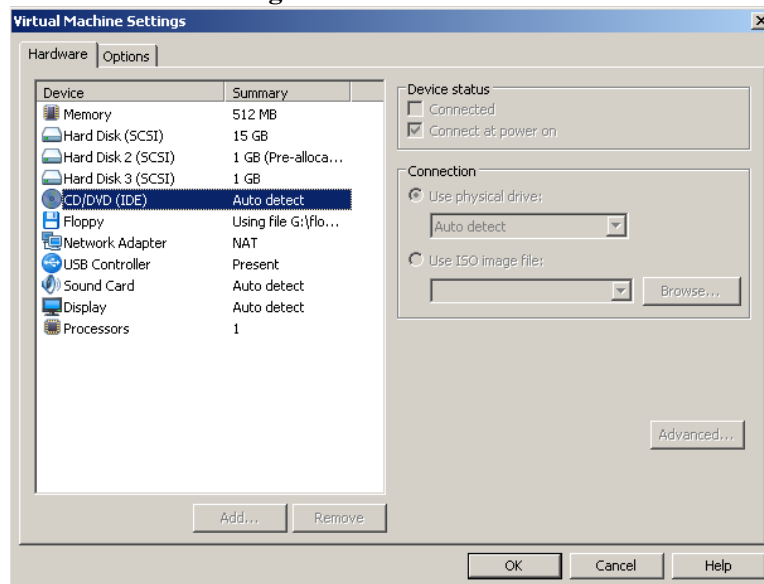 Virtual Machine Settings
Hardware Options
Device Summary
Memory 512 MB
Hard Disk (SCSI) 15 GB
Hard Disk 2 (SCSI) 1 GB (Pre-alloca...
Hard Disk 3 (SCSI) 1 GB
CD/DVD (IDE) Auto detect
Floppy Using file G:\flo...
Network Adapter NAT
USB Controller Present
Sound Card Auto detect
Display Auto detect
Processors 1
Add... Remove
Device status
Connected
Connect at power on
Connection
Use physical drive:
Auto detect
Use ISO image file:
Browse...
Advanced...
OK Cancel Help